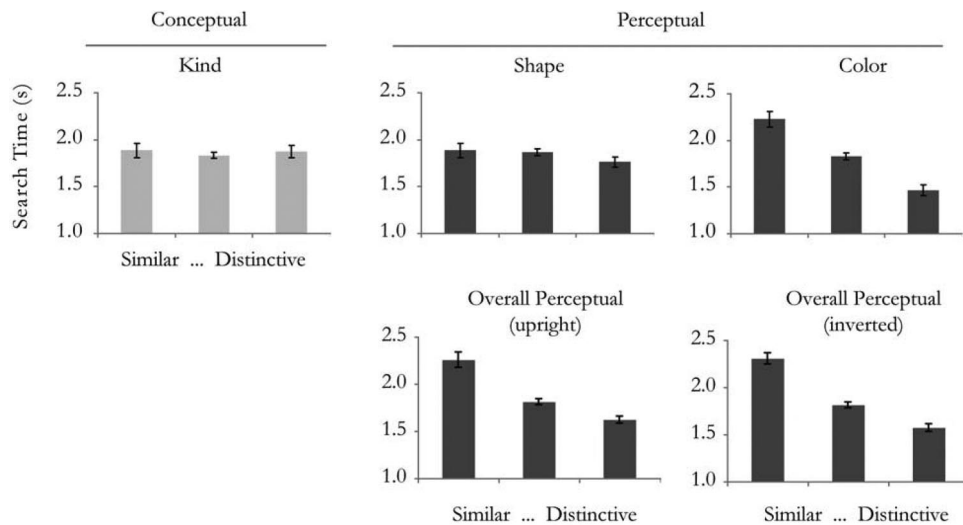 Conceptual
Perceptual
Kind
Shape
Color
Search Time (s)
2.5
2.0
1.5
1.0
2.5
2.0
1.5
1.0
2.5
2.0
1.5
1.0
Similar ... Distinctive
Overall Perceptual
(upright)
Overall Perceptual
(inverted)
2.5
2.0
1.5
1.0
2.5
2.0
1.5
1.0
Similar ... Distinctive
Similar ... Distinctive